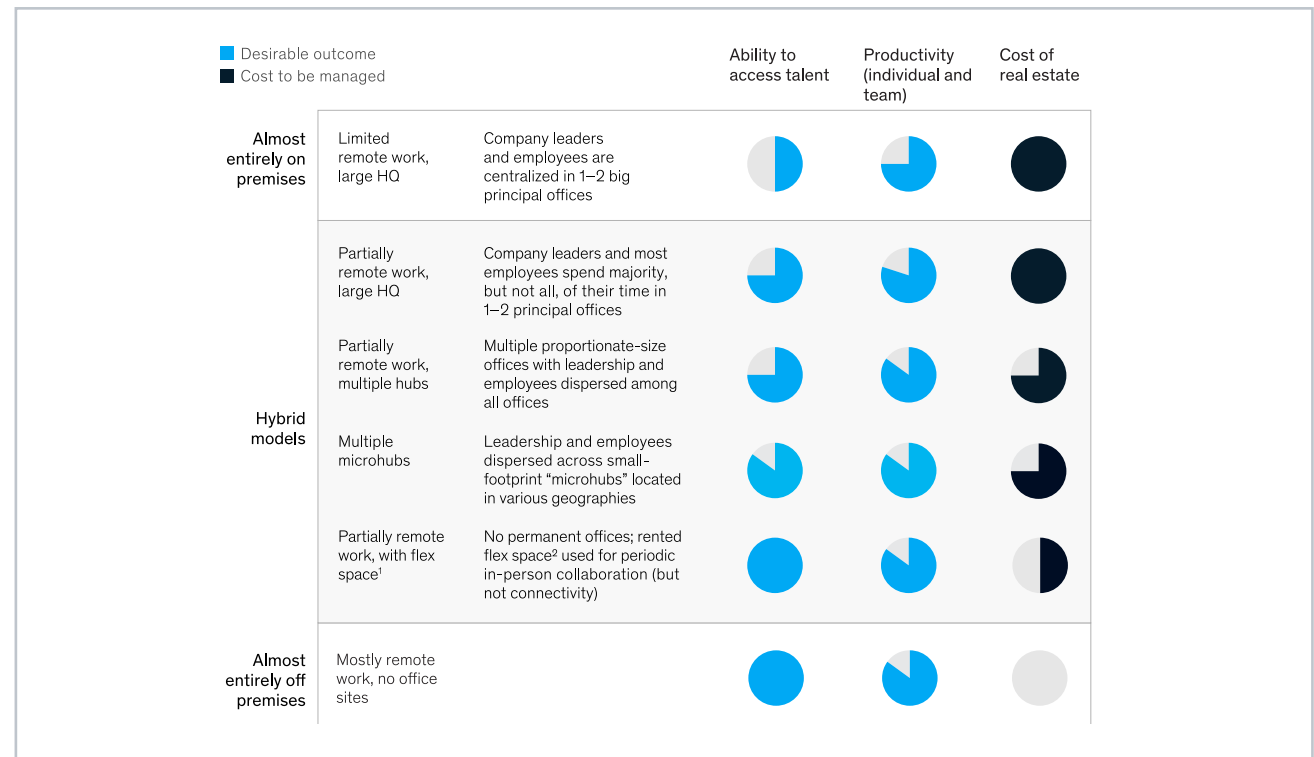 Desirable outcome
Cost to be managed
Ability to
access talent
Productivity
(individual and
team)
Cost of
real estate
Almost
entirely on
premises
Limited
remote work,
large HQ
Company leaders
and employees are
centralized in 1–2 big
principal offices
Hybrid
models
Partially
remote work,
large HQ
Company leaders and most
employees spend majority,
but not all, of their time in
1–2 principal offices
Partially
remote work,
multiple hubs
Multiple proportionate-size
offices with leadership and
employees dispersed among
all offices
Multiple
microhubs
Leadership and employees
dispersed across small-
footprint “microhubs” located
in various geographies
Partially remote
work, with flex
space¹
No permanent offices; rented
flex space² used for periodic
in-person collaboration (but
not connectivity)
Almost
entirely off
premises
Mostly remote
work, no office
sites